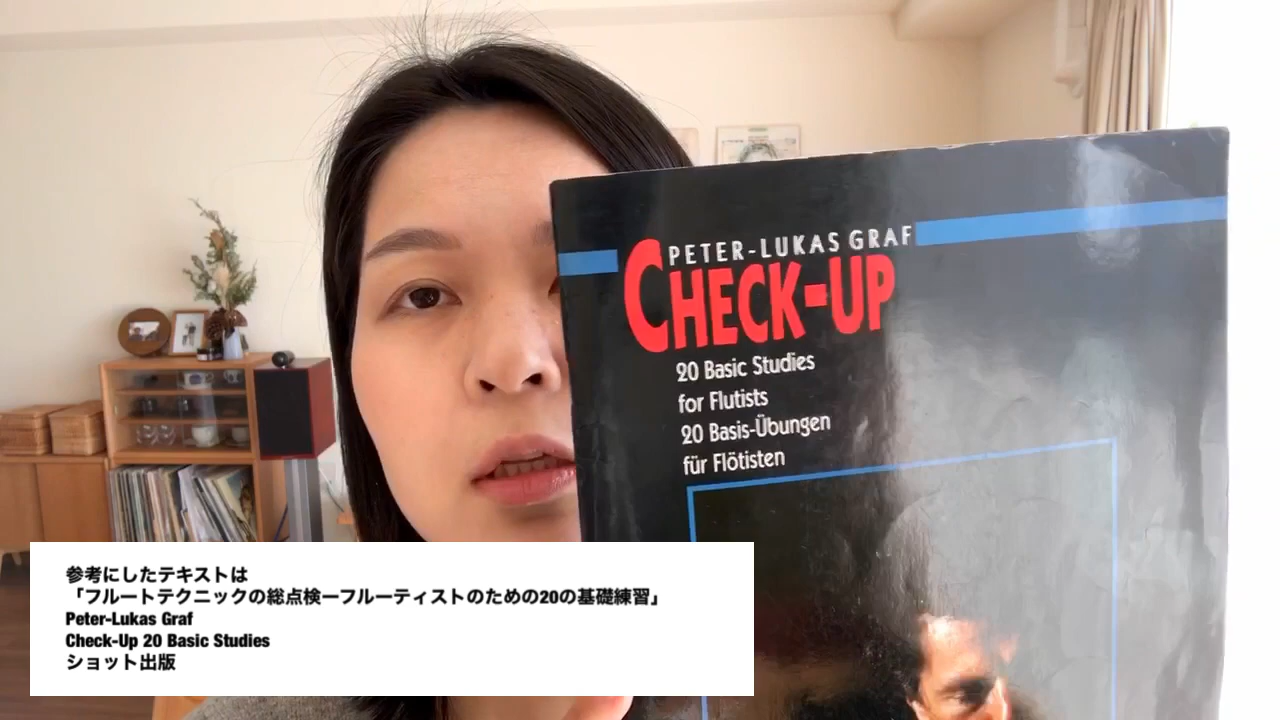 PETER-LUKAS GRAF
CHECK-UP
20 Basic Studies
for Flutists
20 Basis-Übungen
für Flötisten
参考にしたテキストは
「フルートテクニックの総点検ーフルーティストのための20の基礎練習」
Peter-Lukas Graf
Check-Up 20 Basic Studies
ショット出版